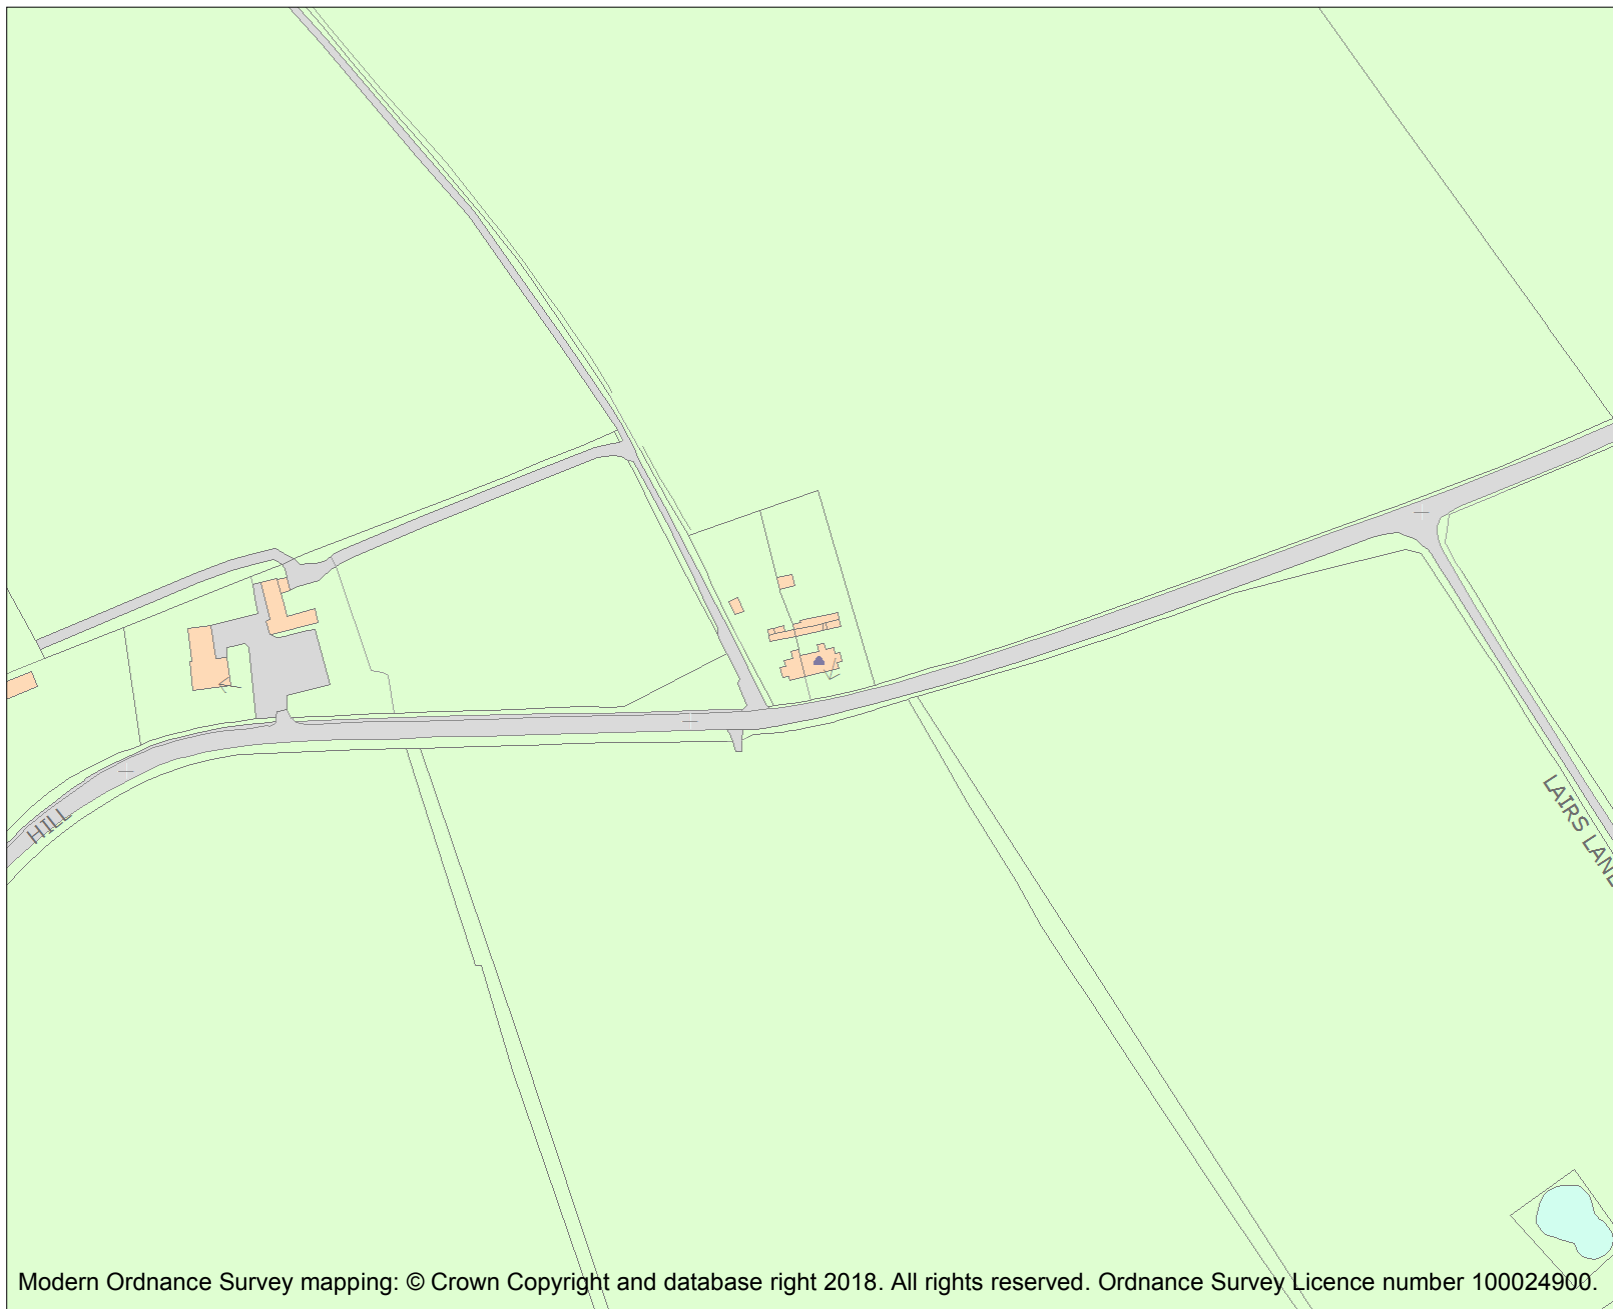 HILL
LAIRS LANE
Modern Ordnance Survey mapping: © Crown Copyright and database right 2018. All rights reserved. Ordnance Survey Licence number 100024900.